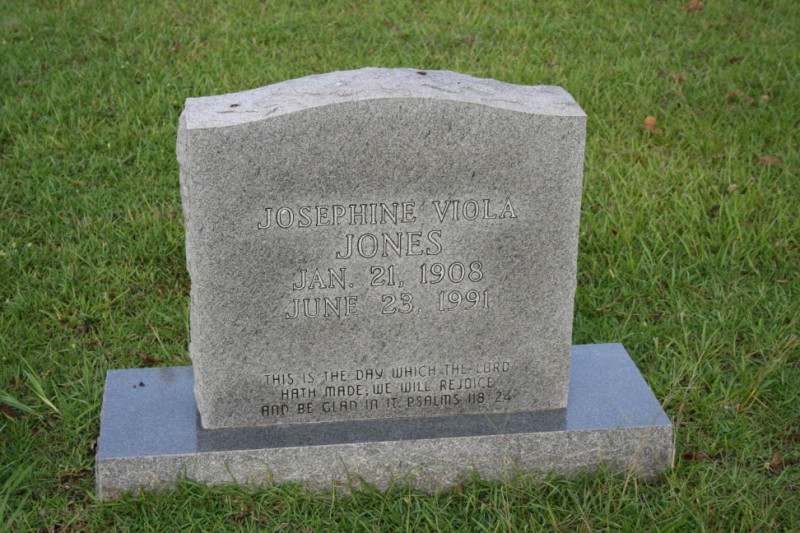 JOSEPHINE VIOLA
JONES
JAN. 21, 1908
JUNE 23, 1991
THIS IS THE DAY WHICH THE LORD
HATH MADE; WE WILL REJOICE
AND BE GLAD IN IT. PSALMS 118:24